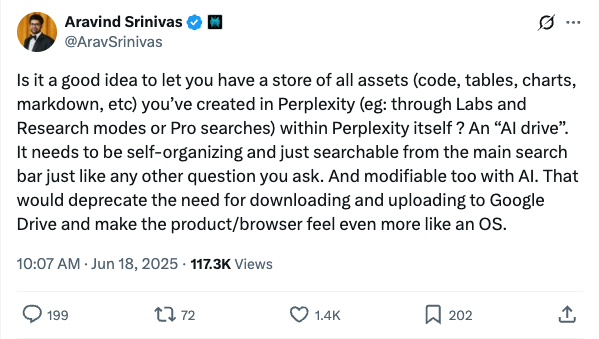 Aravind Srinivas
@AravSrinivas
Is it a good idea to let you have a store of all assets (code, tables, charts,
markdown, etc) you’ve created in Perplexity (eg: through Labs and
Research modes or Pro searches) within Perplexity itself ? An “AI drive”.
It needs to be self-organizing and just searchable from the main search
bar just like any other question you ask. And modifiable too with AI. That
would deprecate the need for downloading and uploading to Google
Drive and make the product/browser feel even more like an OS.
10:07 AM · Jun 18, 2025 · 117.3K Views
199 72 1.4K 202